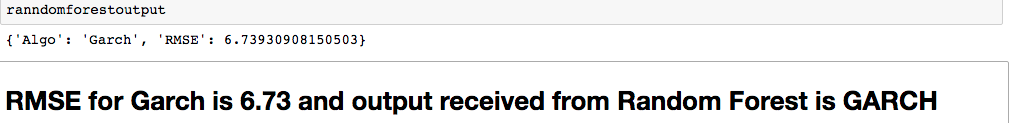 ranndomforestoutput
{'Algo': 'Garch', 'RMSE': 6.73930908150503}
RMSE for Garch is 6.73 and output received from Random Forest is GARCH